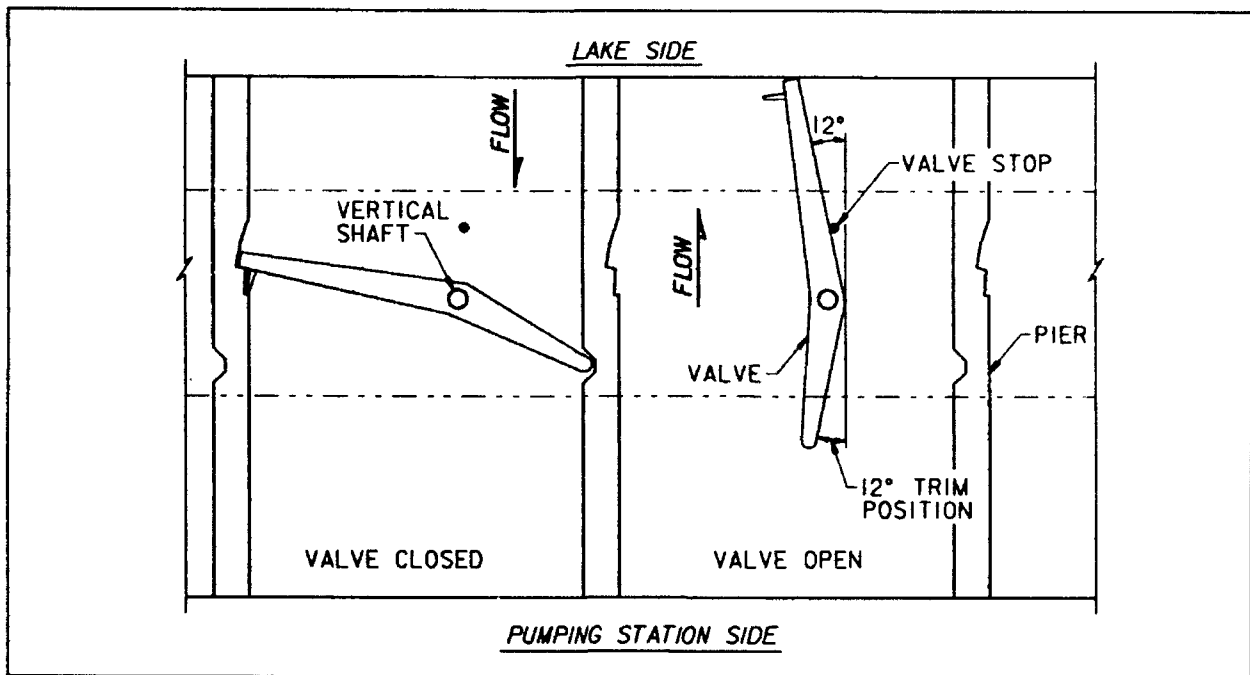 LAKE SIDE
FLOW
12°
VALVE STOP
VERTICAL
SHAFT
FLOW
PIER
VALVE
12° TRIM
POSITION
VALVE CLOSED
VALVE OPEN
PUMPING STATION SIDE